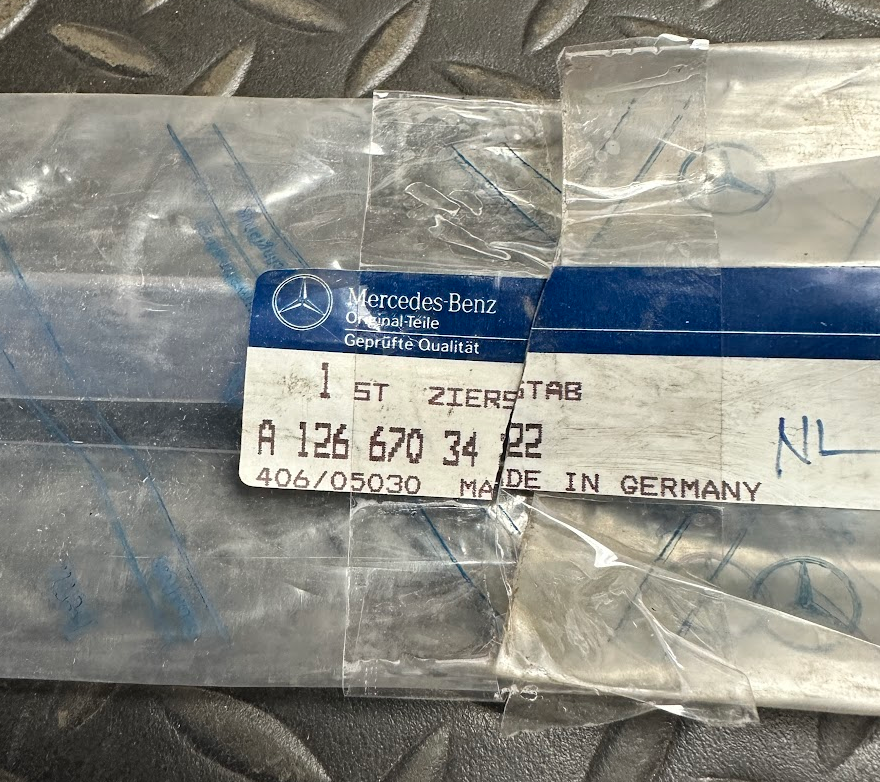 Mercedes-Benz
Original-Teile
Geprüfte Qualität
1 ST ZIERSTAB
A 126 670 34 22
NL
406/05030 MADE IN GERMANY